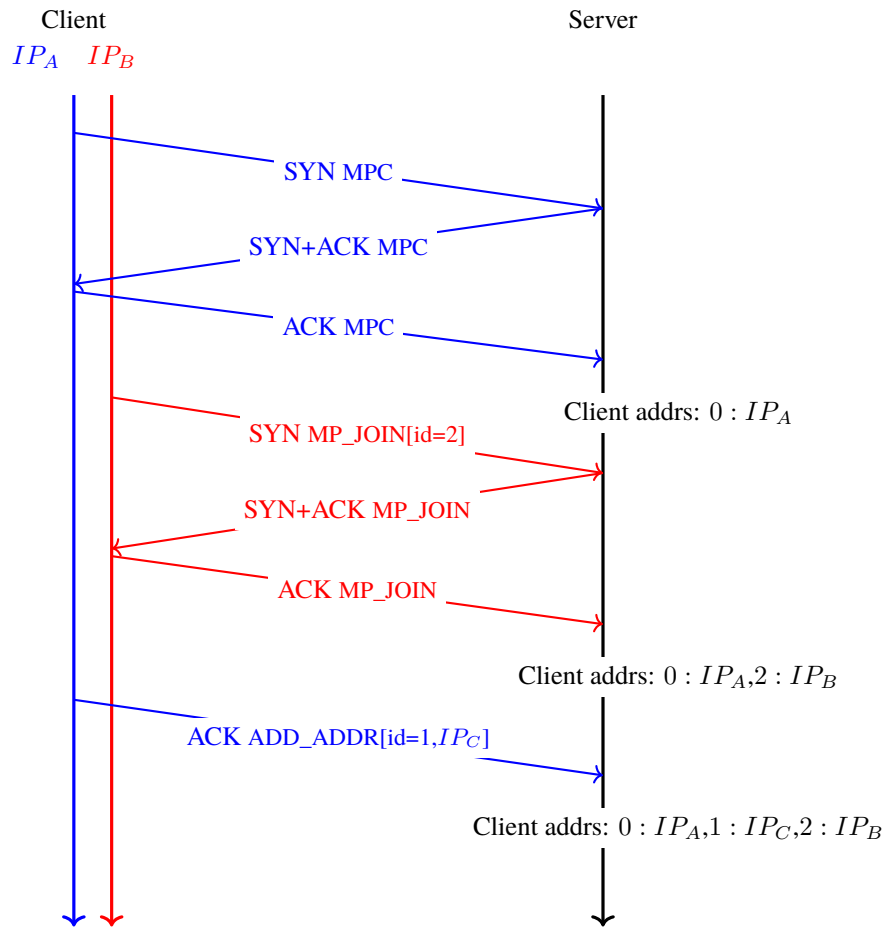 Client Server
IP_A IP_B
SYN MPC
SYN+ACK MPC
ACK MPC
Client addrs: 0 : IP_A
SYN MP_JOIN[id=2]
SYN+ACK MP_JOIN
ACK MP_JOIN
Client addrs: 0 : IP_A,2 : IP_B
ACK ADD_ADDR[id=1,IP_C]
Client addrs: 0 : IP_A,1 : IP_C,2 : IP_B